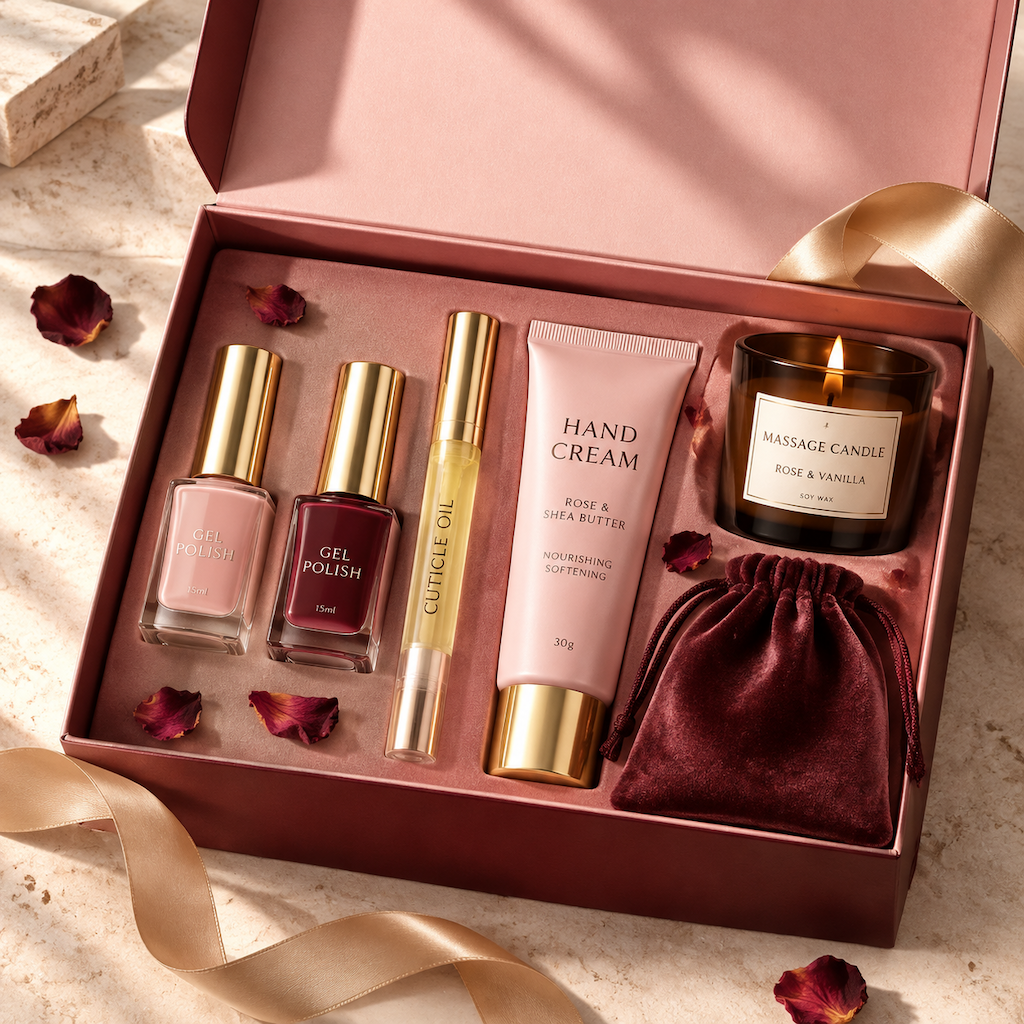 GEL
POLISH
15ml
GEL
POLISH
15ml
CUTICLE OIL
HAND
CREAM
ROSE &
SHEA BUTTER
NOURISHING
SOFTENING
30g
MASSAGE CANDLE
ROSE & VANILLA
SOY WAX